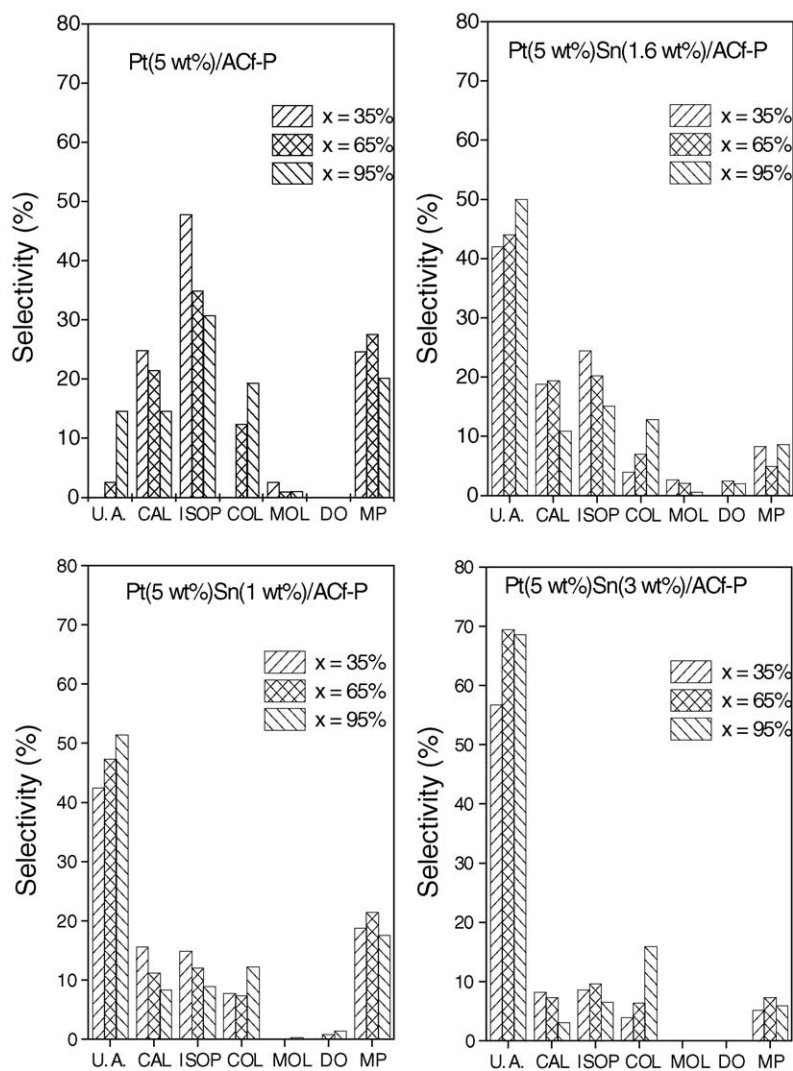 Pt(5 wt%)/ACf-P
x = 35%
x = 65%
x = 95%
Selectivity (%)
80
70
60
50
40
30
20
10
0
U. A. CAL ISOP COL MOL DO MP
Pt(5 wt%)Sn(1.6 wt%)/ACf-P
x = 35%
x = 65%
x = 95%
Selectivity (%)
80
70
60
50
40
30
20
10
0
U. A. CAL ISOP COL MOL DO MP
Pt(5 wt%)Sn(1 wt%)/ACf-P
x = 35%
x = 65%
x = 95%
Selectivity (%)
80
70
60
50
40
30
20
10
0
U. A. CAL ISOP COL MOL DO MP
Pt(5 wt%)Sn(3 wt%)/ACf-P
x = 35%
x = 65%
x = 95%
Selectivity (%)
80
70
60
50
40
30
20
10
0
U. A. CAL ISOP COL MOL DO MP